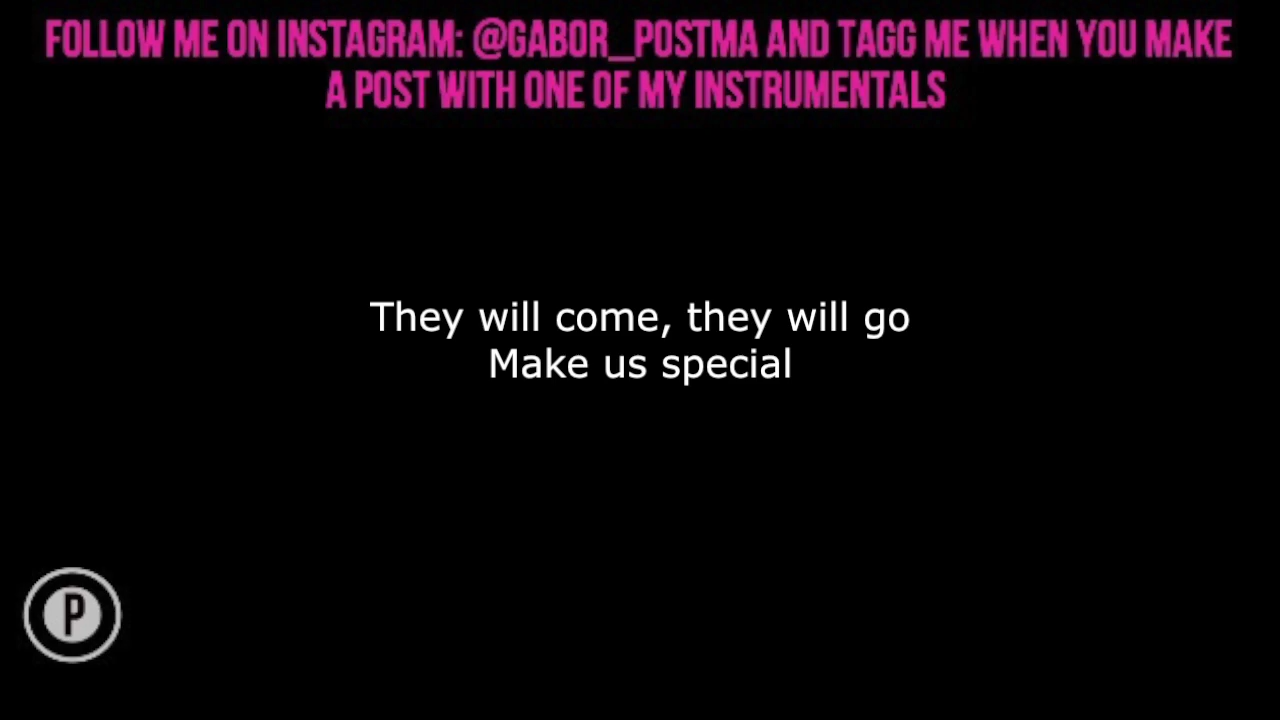 FOLLOW ME ON INSTAGRAM: @GABOR_POSTMA AND TAGG ME WHEN YOU MAKE
A POST WITH ONE OF MY INSTRUMENTALS
They will come, they will go
Make us special
P